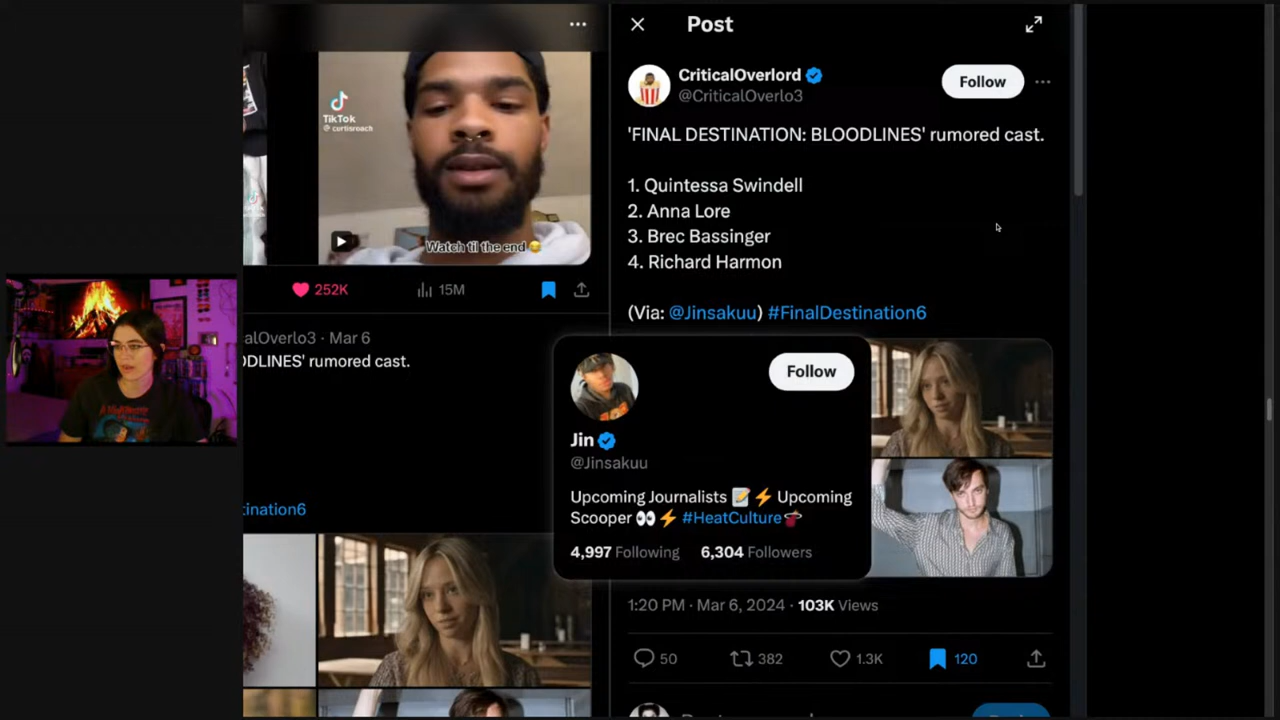 TikTok
@curtisroach
Watch til the end 😂
252K
15M
alOverlo3 · Mar 6
DLINES' rumored cast.
tination6
Post
CriticalOverlord
@CriticalOverlo3
Follow
'FINAL DESTINATION: BLOODLINES' rumored cast.
1. Quintessa Swindell
2. Anna Lore
3. Brec Bassinger
4. Richard Harmon
(Via: @Jinsakuu) #FinalDestination6
Follow
Jin
@Jinsakuu
Upcoming Journalists 📝⚡ Upcoming
Scooper 👀⚡ #HeatCulture
4,997 Following 6,304 Followers
1:20 PM · Mar 6, 2024 · 103K Views
50
382
1.3K
120